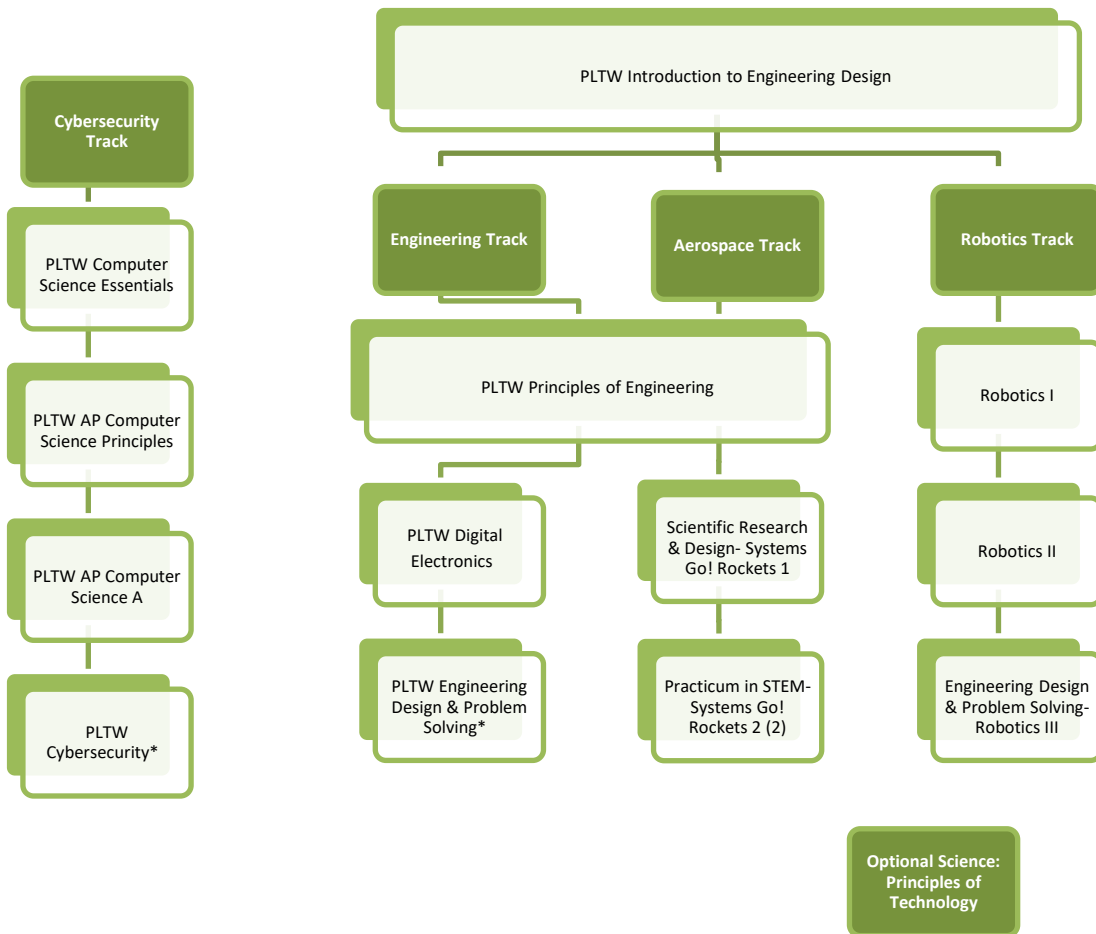 PLTW Introduction to Engineering Design
Cybersecurity
Track
PLTW Computer
Science Essentials
PLTW AP Computer
Science Principles
PLTW AP Computer
Science A
PLTW
Cybersecurity*
Engineering Track
Aerospace Track
Robotics Track
PLTW Principles of Engineering
PLTW Digital
Electronics
PLTW Engineering
Design & Problem
Solving*
Scientific Research
& Design- Systems
Go! Rockets 1
Practicum in STEM-
Systems Go!
Rockets 2 (2)
Robotics I
Robotics II
Engineering Design
& Problem Solving-
Robotics III
Optional Science:
Principles of
Technology